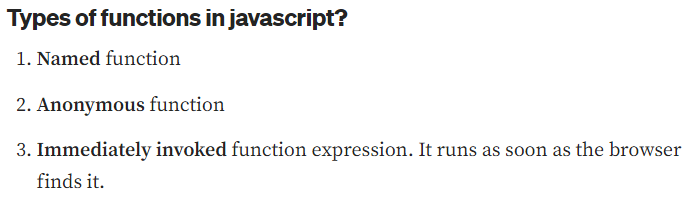 Types of functions in javascript?
1. Named function
2. Anonymous function
3. Immediately invoked function expression. It runs as soon as the browser
finds it.